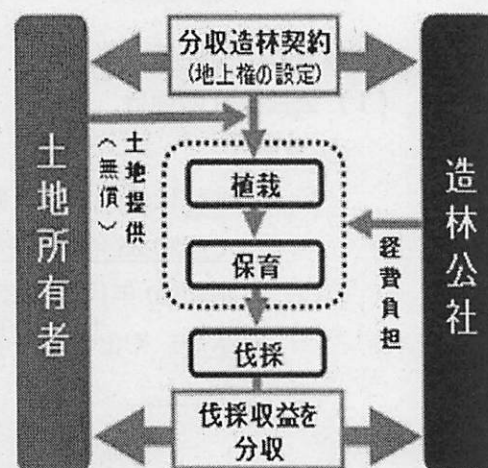 分収造林契約
(地上権の設定)
土地所有者
土地提供
(無償)
植栽
保育
経費負担
造林公社
伐採
伐採収益を
分収